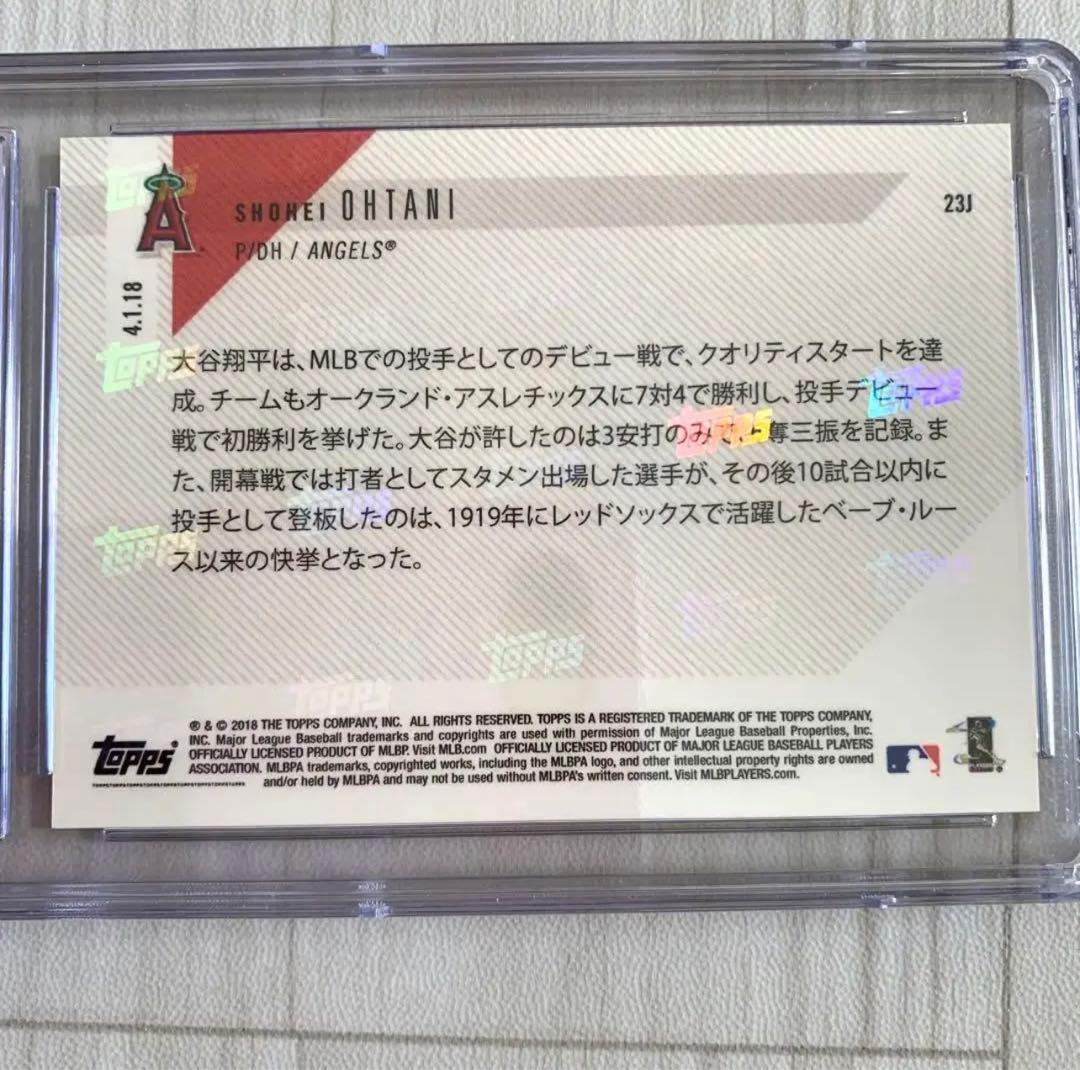 SHOHEI OHTANI
23J
P/DH / ANGELS®
4.1.18
大谷翔平は、MLBでの投手としてのデビュー戦で、クオリティスタートを達
成。チームもオークランド・アスレチックスに7対4で勝利し、投手デビュー
戦で初勝利を挙げた。大谷が許したのは3安打のみで、奪三振を記録。ま
た、開幕戦では打者としてスタメン出場した選手が、その後10試合以内に
投手として登板したのは、1919年にレッドソックスで活躍したベーブ・ルー
ス以来の快挙となった。
® & © 2018 THE TOPPS COMPANY, INC. ALL RIGHTS RESERVED. TOPPS IS A REGISTERED TRADEMARK OF THE TOPPS COMPANY,
INC. Major League Baseball trademarks and copyrights are used with permission of Major League Baseball Properties, Inc.
OFFICIALLY LICENSED PRODUCT OF MLBP. Visit MLB.com OFFICIALLY LICENSED PRODUCT OF MAJOR LEAGUE BASEBALL PLAYERS
ASSOCIATION. MLBPA trademarks, copyrighted works, including the MLBPA logo, and other intellectual property rights are owned
and/or held by MLBPA and may not be used without MLBPA's written consent. Visit MLBPLAYERS.com.
Topps®
Topps
Topps
Topps
Topps
Topps
Topps